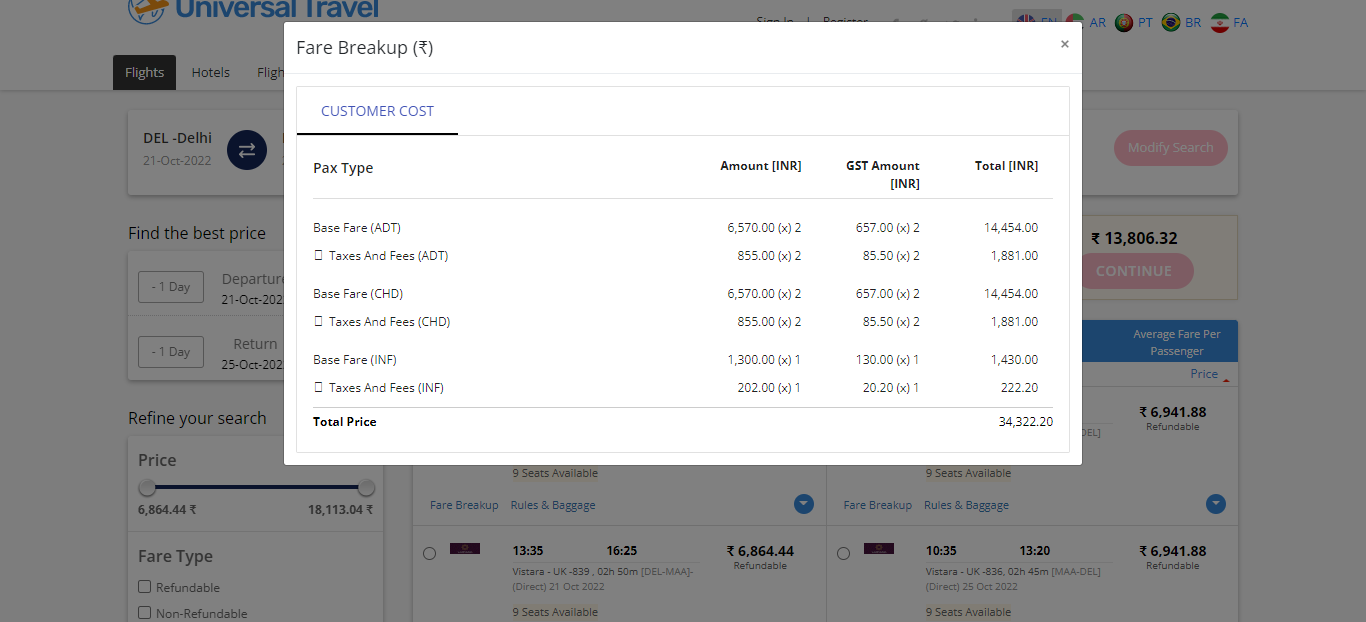 Universal Travel
Sign In | Register EN AR PT BR FA
Flights Hotels
Fare Breakup (₹) ×
CUSTOMER COST
Pax Type Amount [INR] GST Amount [INR] Total [INR]
Base Fare (ADT) 6,570.00 (x) 2 657.00 (x) 2 14,454.00
Taxes And Fees (ADT) 855.00 (x) 2 85.50 (x) 2 1,881.00
Base Fare (CHD) 6,570.00 (x) 2 657.00 (x) 2 14,454.00
Taxes And Fees (CHD) 855.00 (x) 2 85.50 (x) 2 1,881.00
Base Fare (INF) 1,300.00 (x) 1 130.00 (x) 1 1,430.00
Taxes And Fees (INF) 202.00 (x) 1 20.20 (x) 1 222.20
Total Price 34,322.20
DEL -Delhi
21-Oct-2022
Modify Search
Find the best price
- 1 Day Departure
21-Oct-202
- 1 Day Return
25-Oct-202
₹ 13,806.32
CONTINUE
Average Fare Per
Passenger
Price
₹ 6,941.88
Refundable
DEL]
Refine your search
Price
6,864.44 ₹ 18,113.04 ₹
Fare Type
Refundable
Non-Refundable
9 Seats Available
Fare Breakup Rules & Baggage
13:35 16:25 ₹ 6,864.44
Refundable
Vistara - UK -839 , 02h 50m [DEL-MAA]-
(Direct) 21 Oct 2022
9 Seats Available
9 Seats Available
Fare Breakup Rules & Baggage
10:35 13:20 ₹ 6,941.88
Refundable
Vistara - UK -836, 02h 45m [MAA-DEL]
(Direct) 25 Oct 2022
9 Seats Available